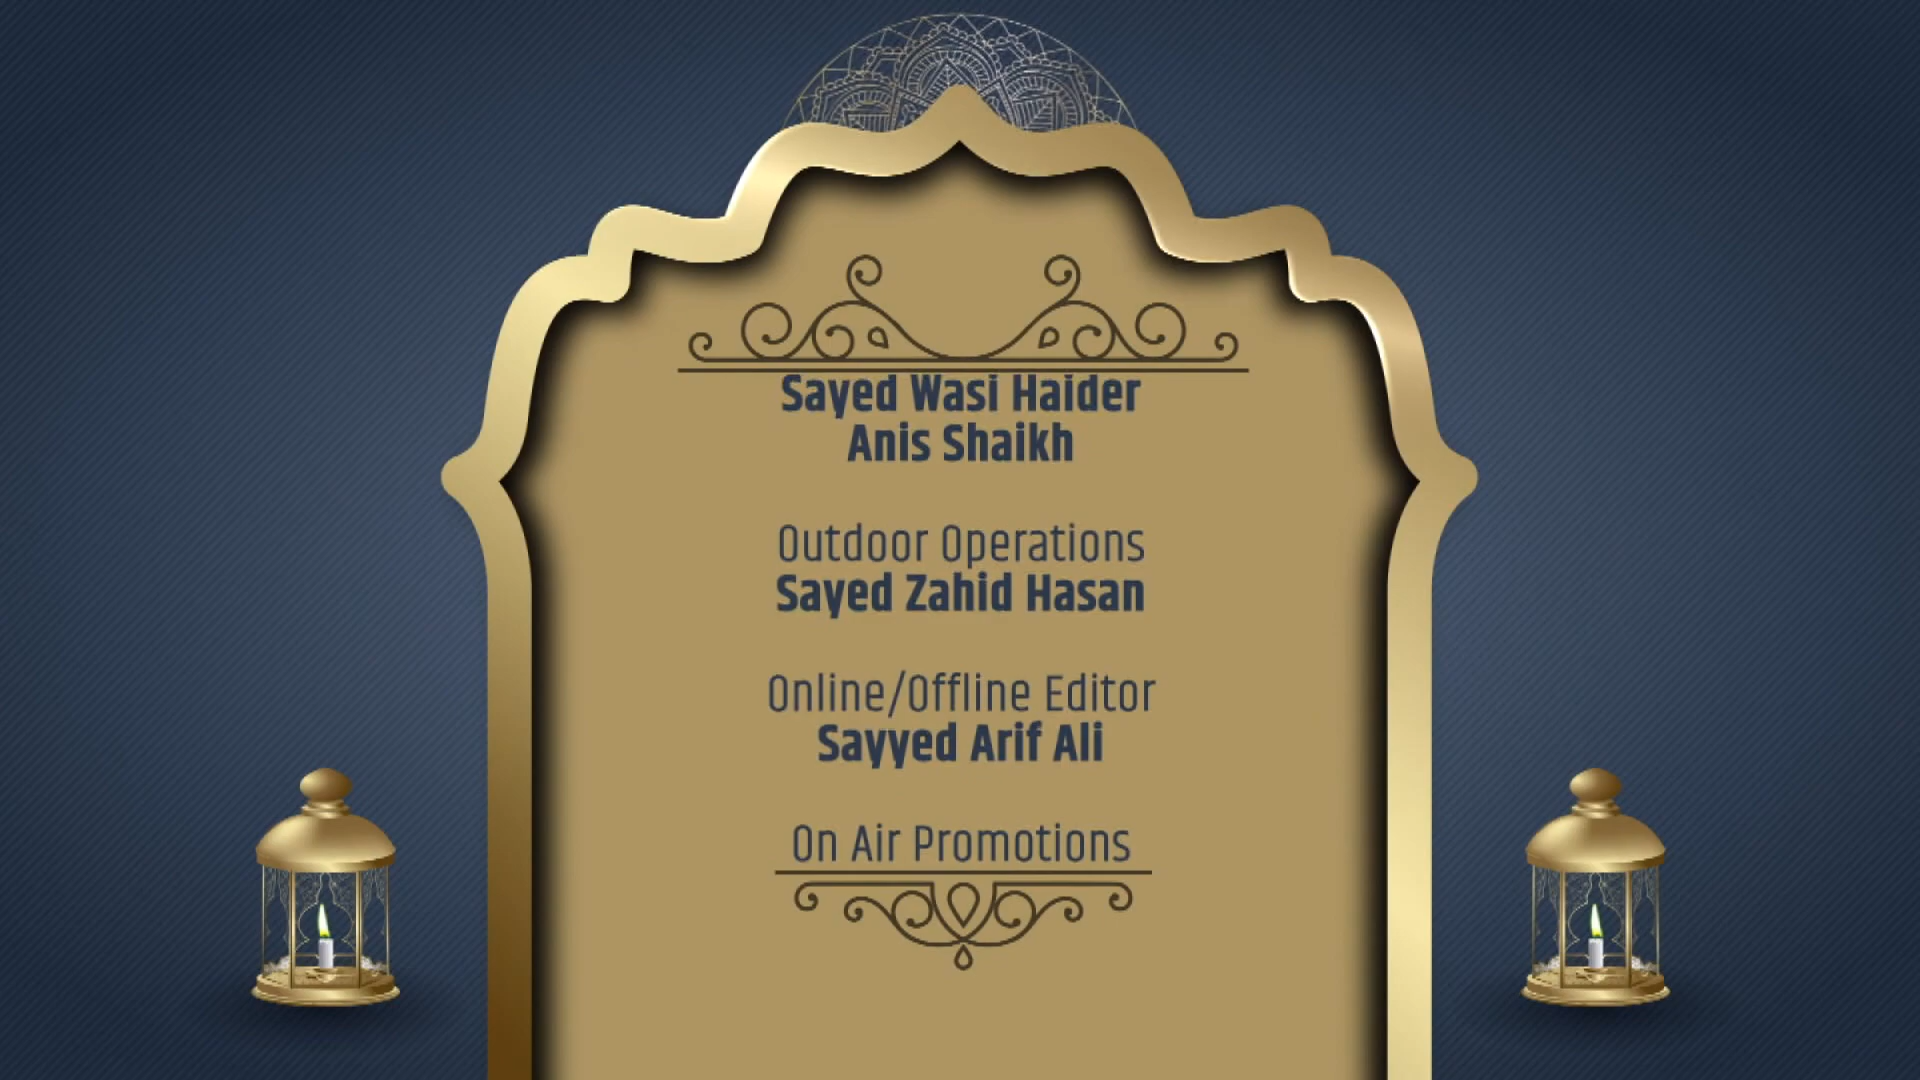 Sayed Wasi Haider
Anis Shaikh
Outdoor Operations
Sayed Zahid Hasan
Online/Offline Editor
Sayyed Arif Ali
On Air Promotions